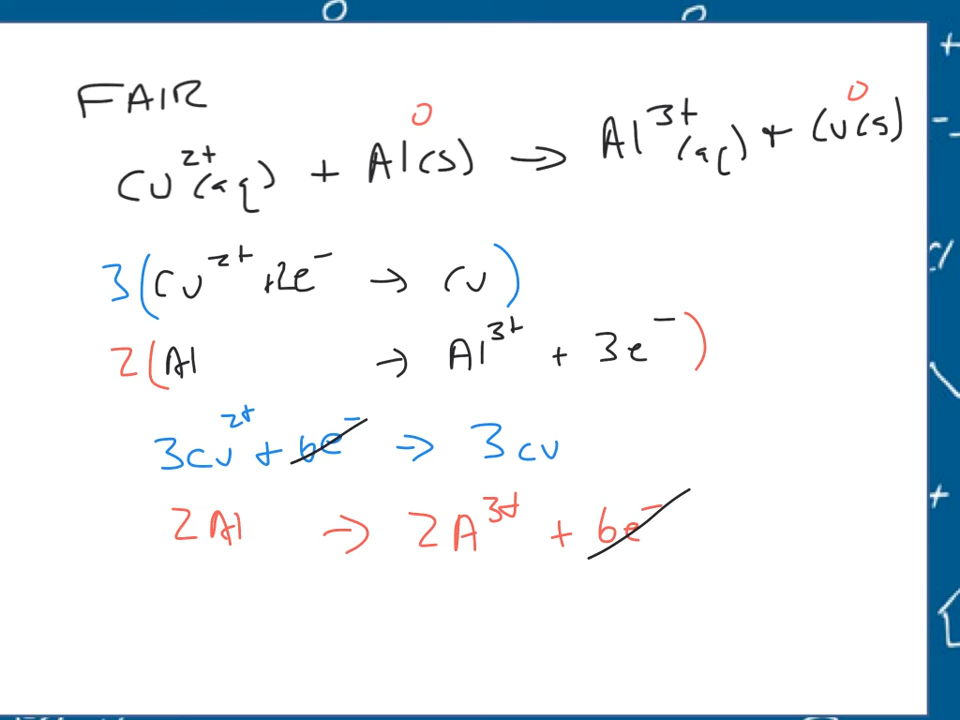 FAIR
Cu²⁺(aq) + Al(s)⁰ → Al³⁺(aq) + Cu(s)⁰
3(Cu²⁺ + 2e⁻ → Cu)
2(Al → Al³⁺ + 3e⁻)
3Cu²⁺ + 6e⁻ → 3Cu
2Al → 2A³⁺ + 6e⁻